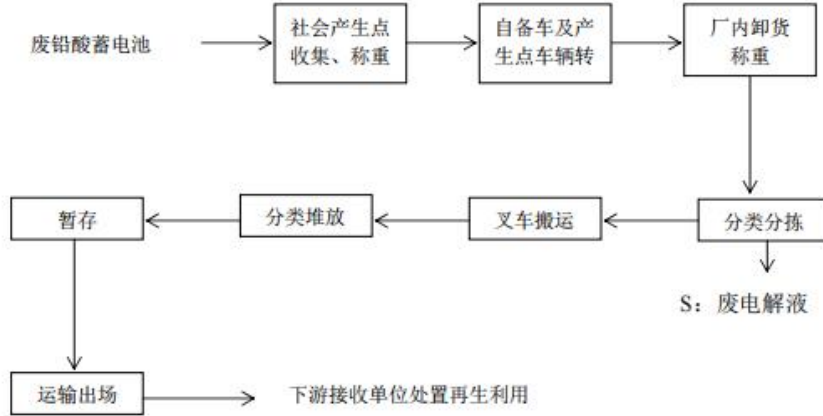 废铅酸蓄电池
社会产生点
收集、称重
自备车及产
生点车辆转
厂内卸货
称重
暂存
分类堆放
叉车搬运
分类分拣
S：废电解液
运输出场
下游接收单位处置再生利用